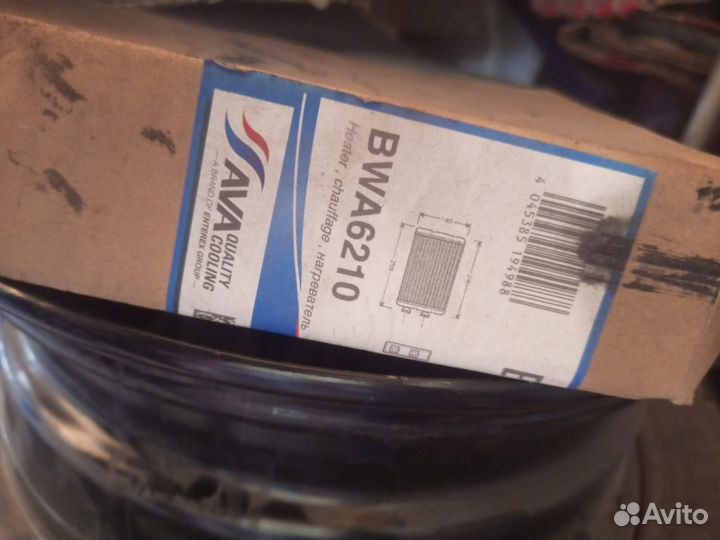 AVA
QUALITY
COOLING
— A BRAND OF ENTEREX GROUP —
BWA6210
Heater , chauffage , нагреватель
4 045385 194988
Avito